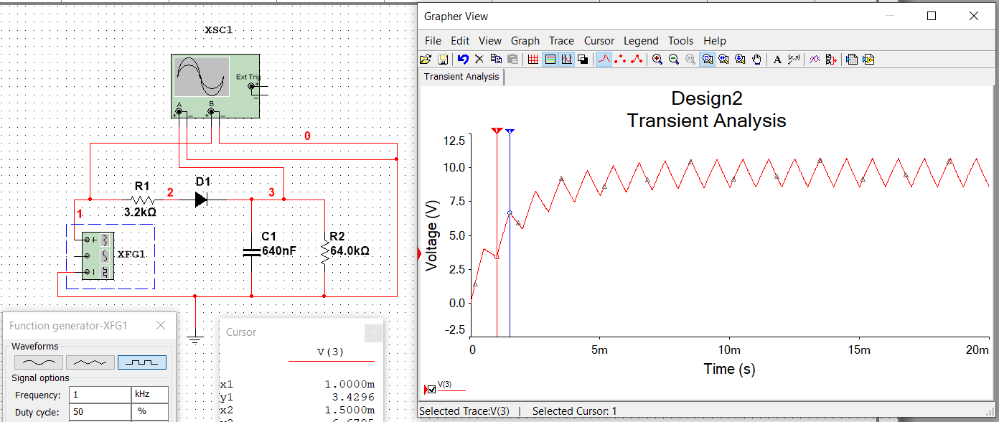 XSC1
Ext Trig
+
_
A
B
+
_
+
_
0
R1
2
D1
3
3.2kΩ
1
C1
R2
640nF
64.0kΩ
XFG1
Function generator-XFG1
Waveforms
Signal options
Frequency:
1
kHz
Duty cycle:
50
%
Cursor
V(3)
x1
1.0000m
y1
3.4296
x2
1.5000m
Grapher View
File Edit View Graph Trace Cursor Legend Tools Help
Transient Analysis
Design2
Transient Analysis
12.5
10.0
7.5
5.0
2.5
0.0
-2.5
Voltage (V)
0
5m
10m
15m
20m
Time (s)
V(3)
Selected Trace:V(3) | Selected Cursor: 1